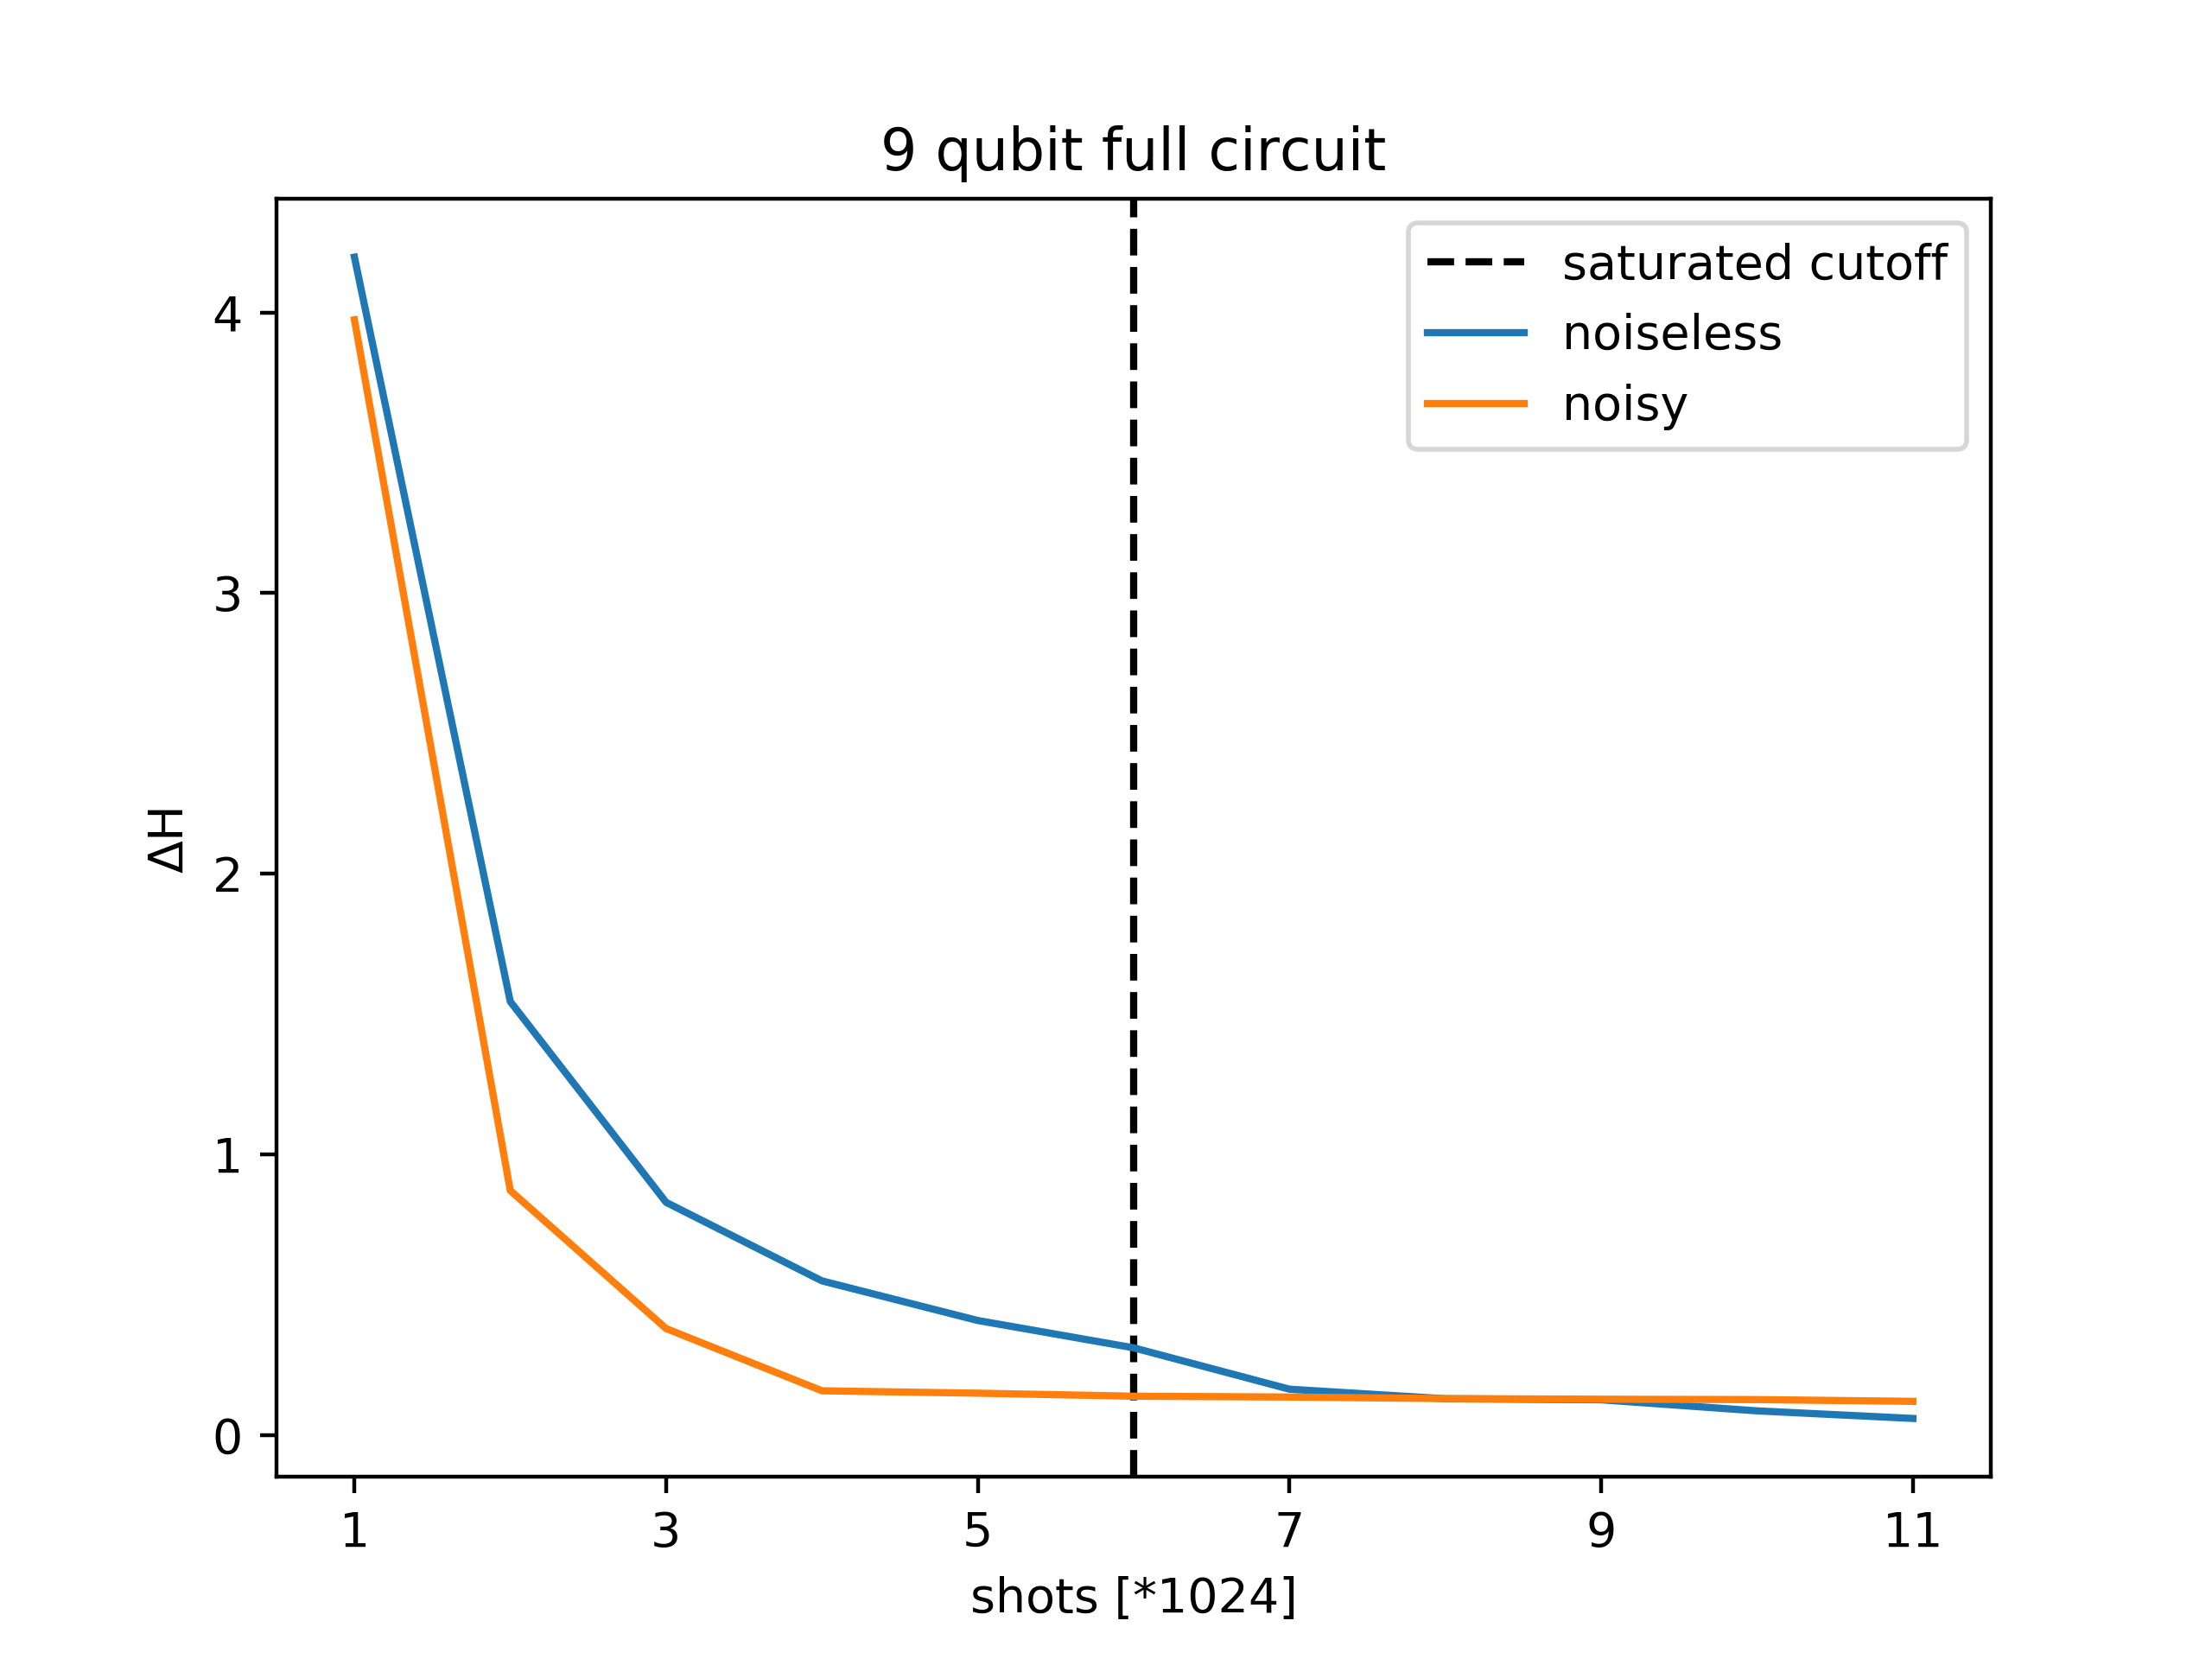 9 qubit full circuit
saturated cutoff
noiseless
noisy
4
3
2
1
0
ΔH
1 3 5 7 9 11
shots [*1024]